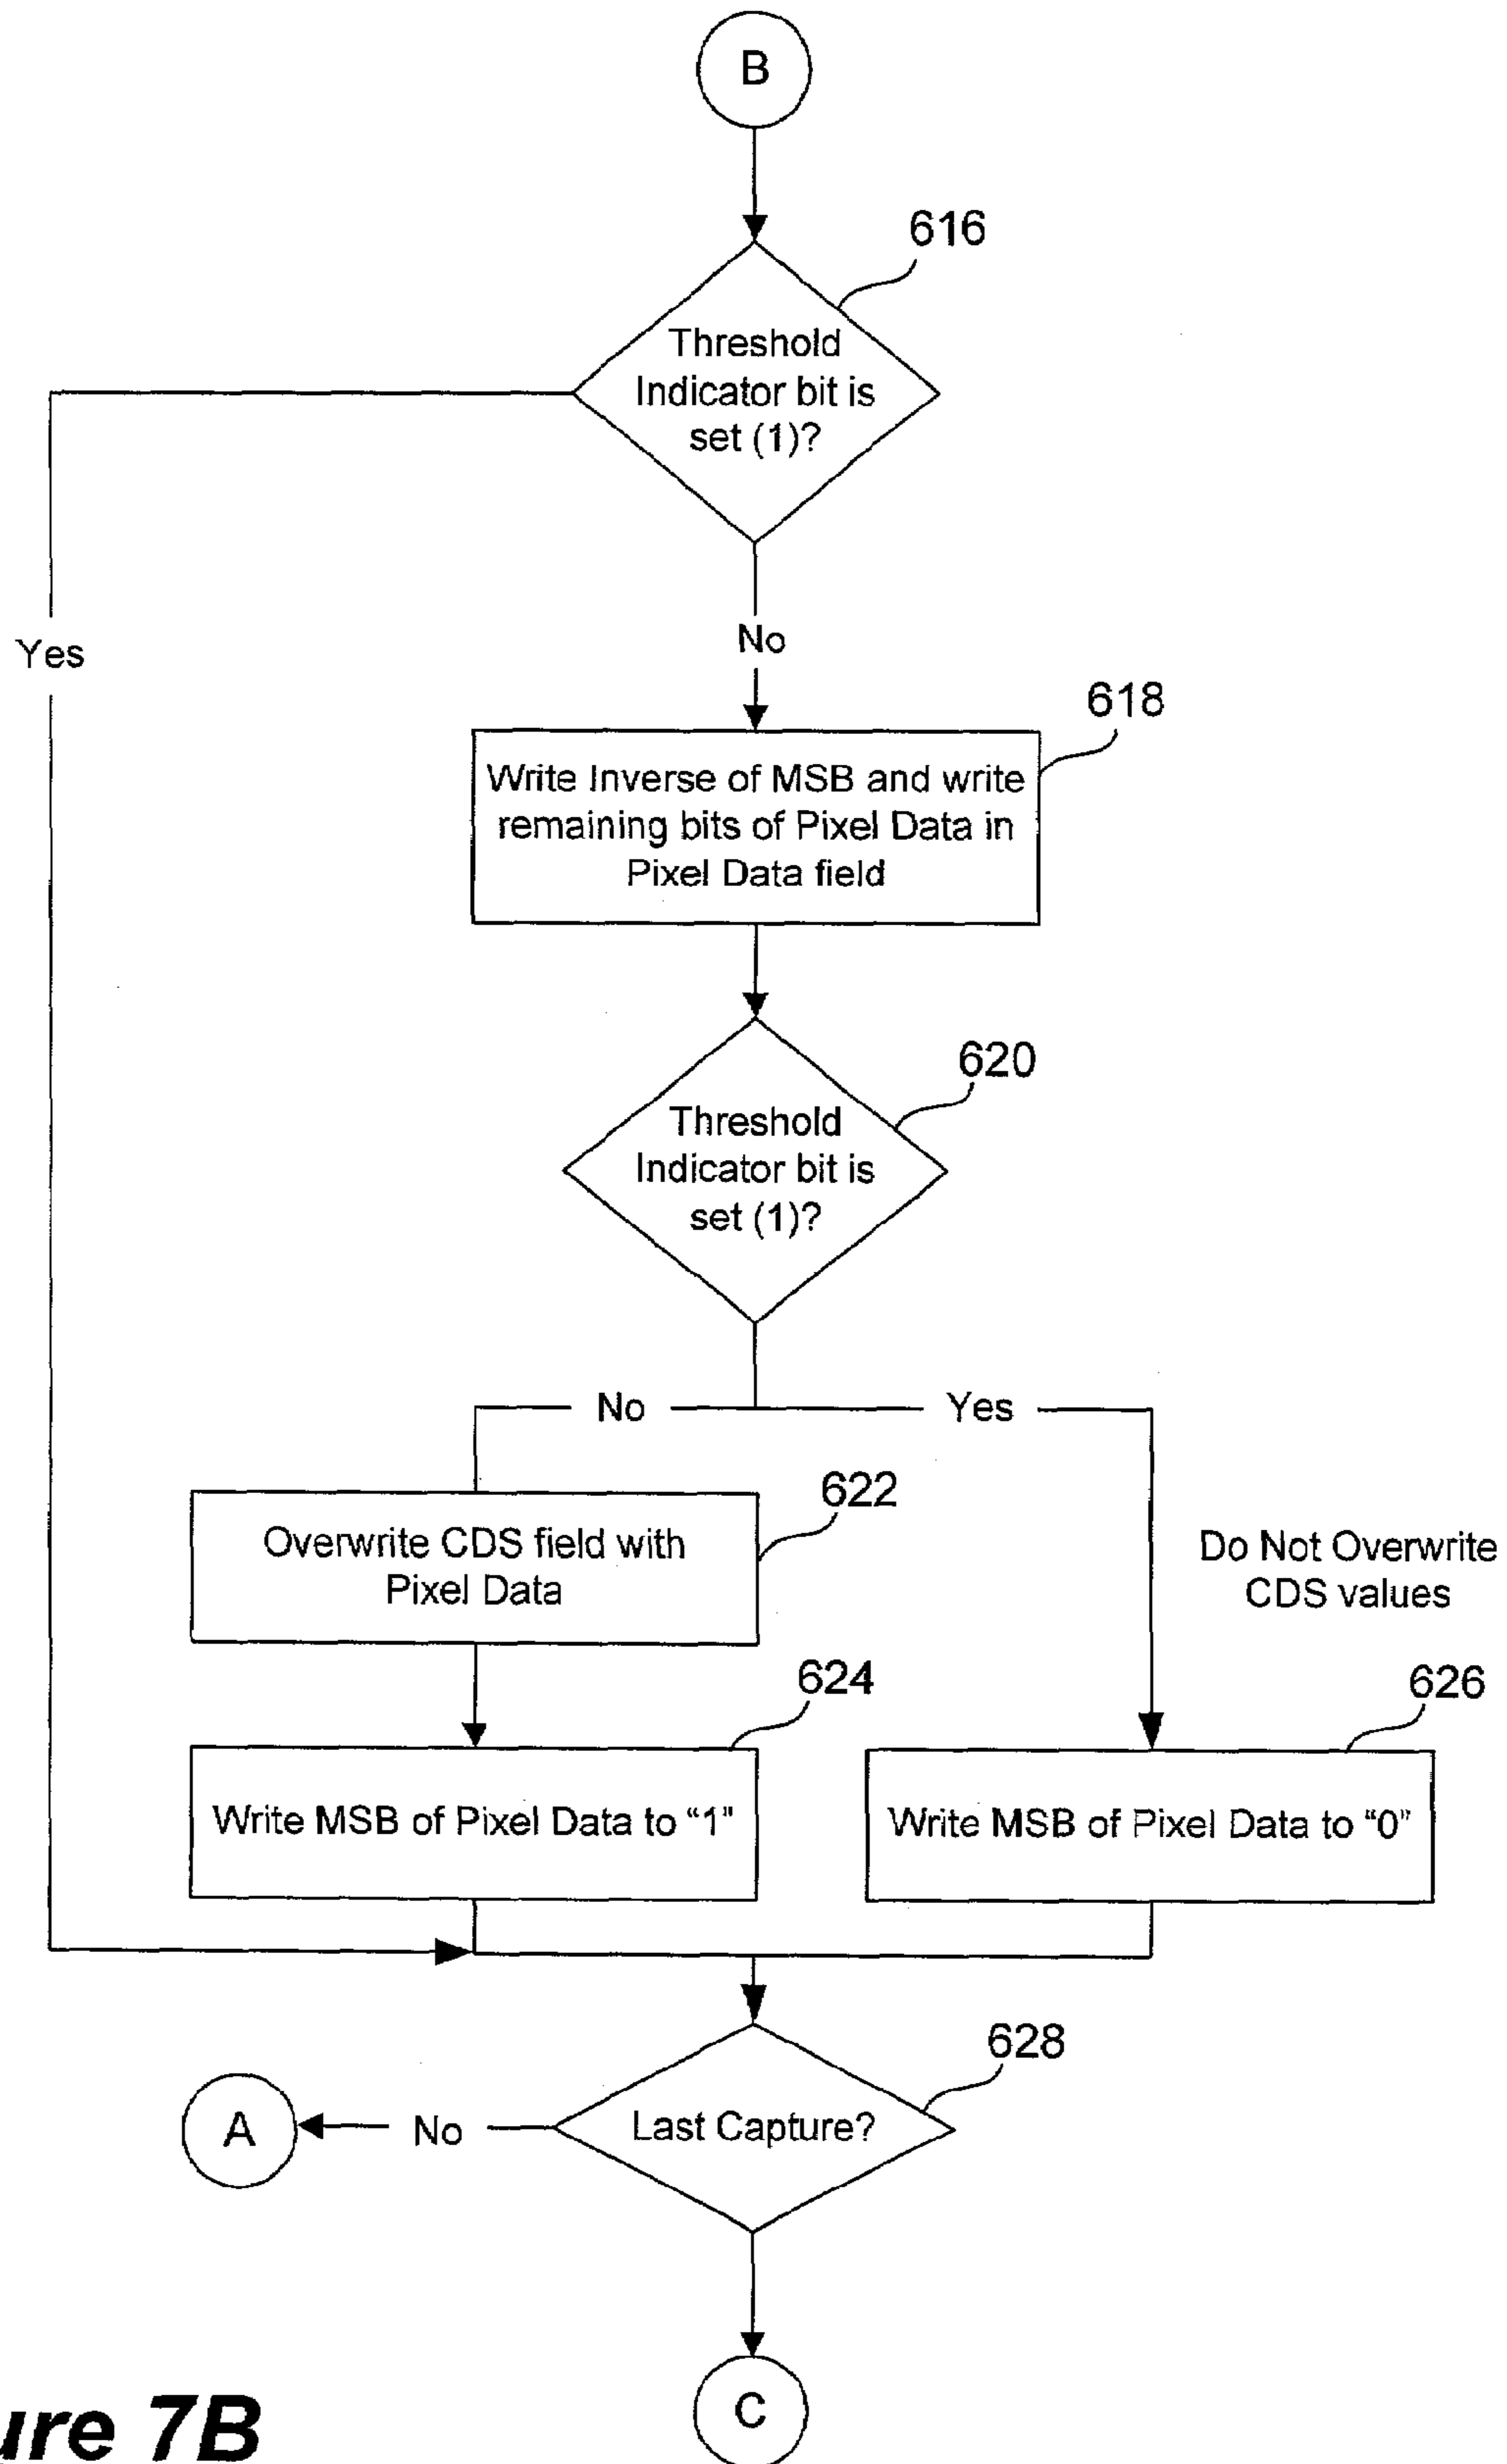 B
616
Threshold
Indicator bit is
set (1)?
Yes
No
618
Write Inverse of MSB and write
remaining bits of Pixel Data in
Pixel Data field
620
Threshold
Indicator bit is
set (1)?
No
Yes
622
Overwrite CDS field with
Pixel Data
Do Not Overwrite
CDS values
624
626
Write MSB of Pixel Data to “1”
Write MSB of Pixel Data to “0”
628
Last Capture?
No
A
C
ure 7B